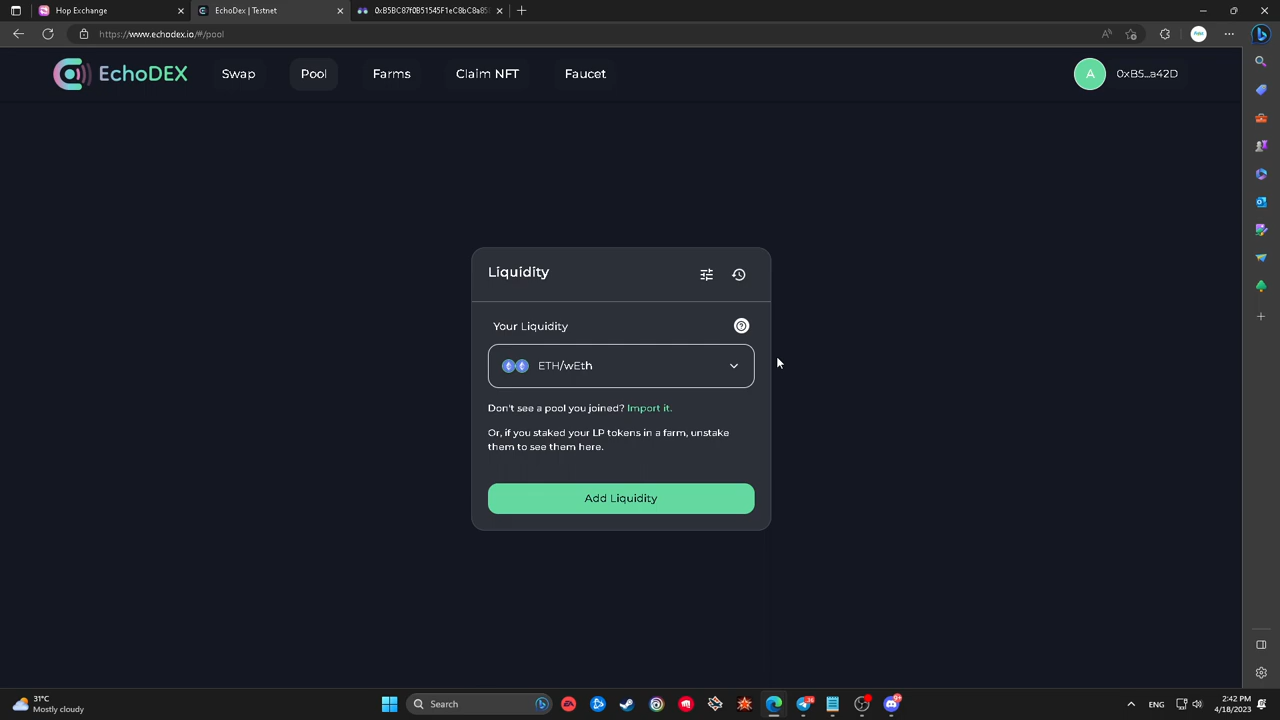 Hop Exchange
EchoDex | Testnet
https://www.echodex.io/#/pool
EchoDEX
Swap
Pool
Farms
Claim NFT
Faucet
A
0xB5...a42D
Liquidity
Your Liquidity
ETH/wEth
Don't see a pool you joined? Import it.
Or, if you staked your LP tokens in a farm, unstake
them to see them here.
Add Liquidity
31°C
Mostly cloudy
Search
ENG
2:42 PM
4/18/2023